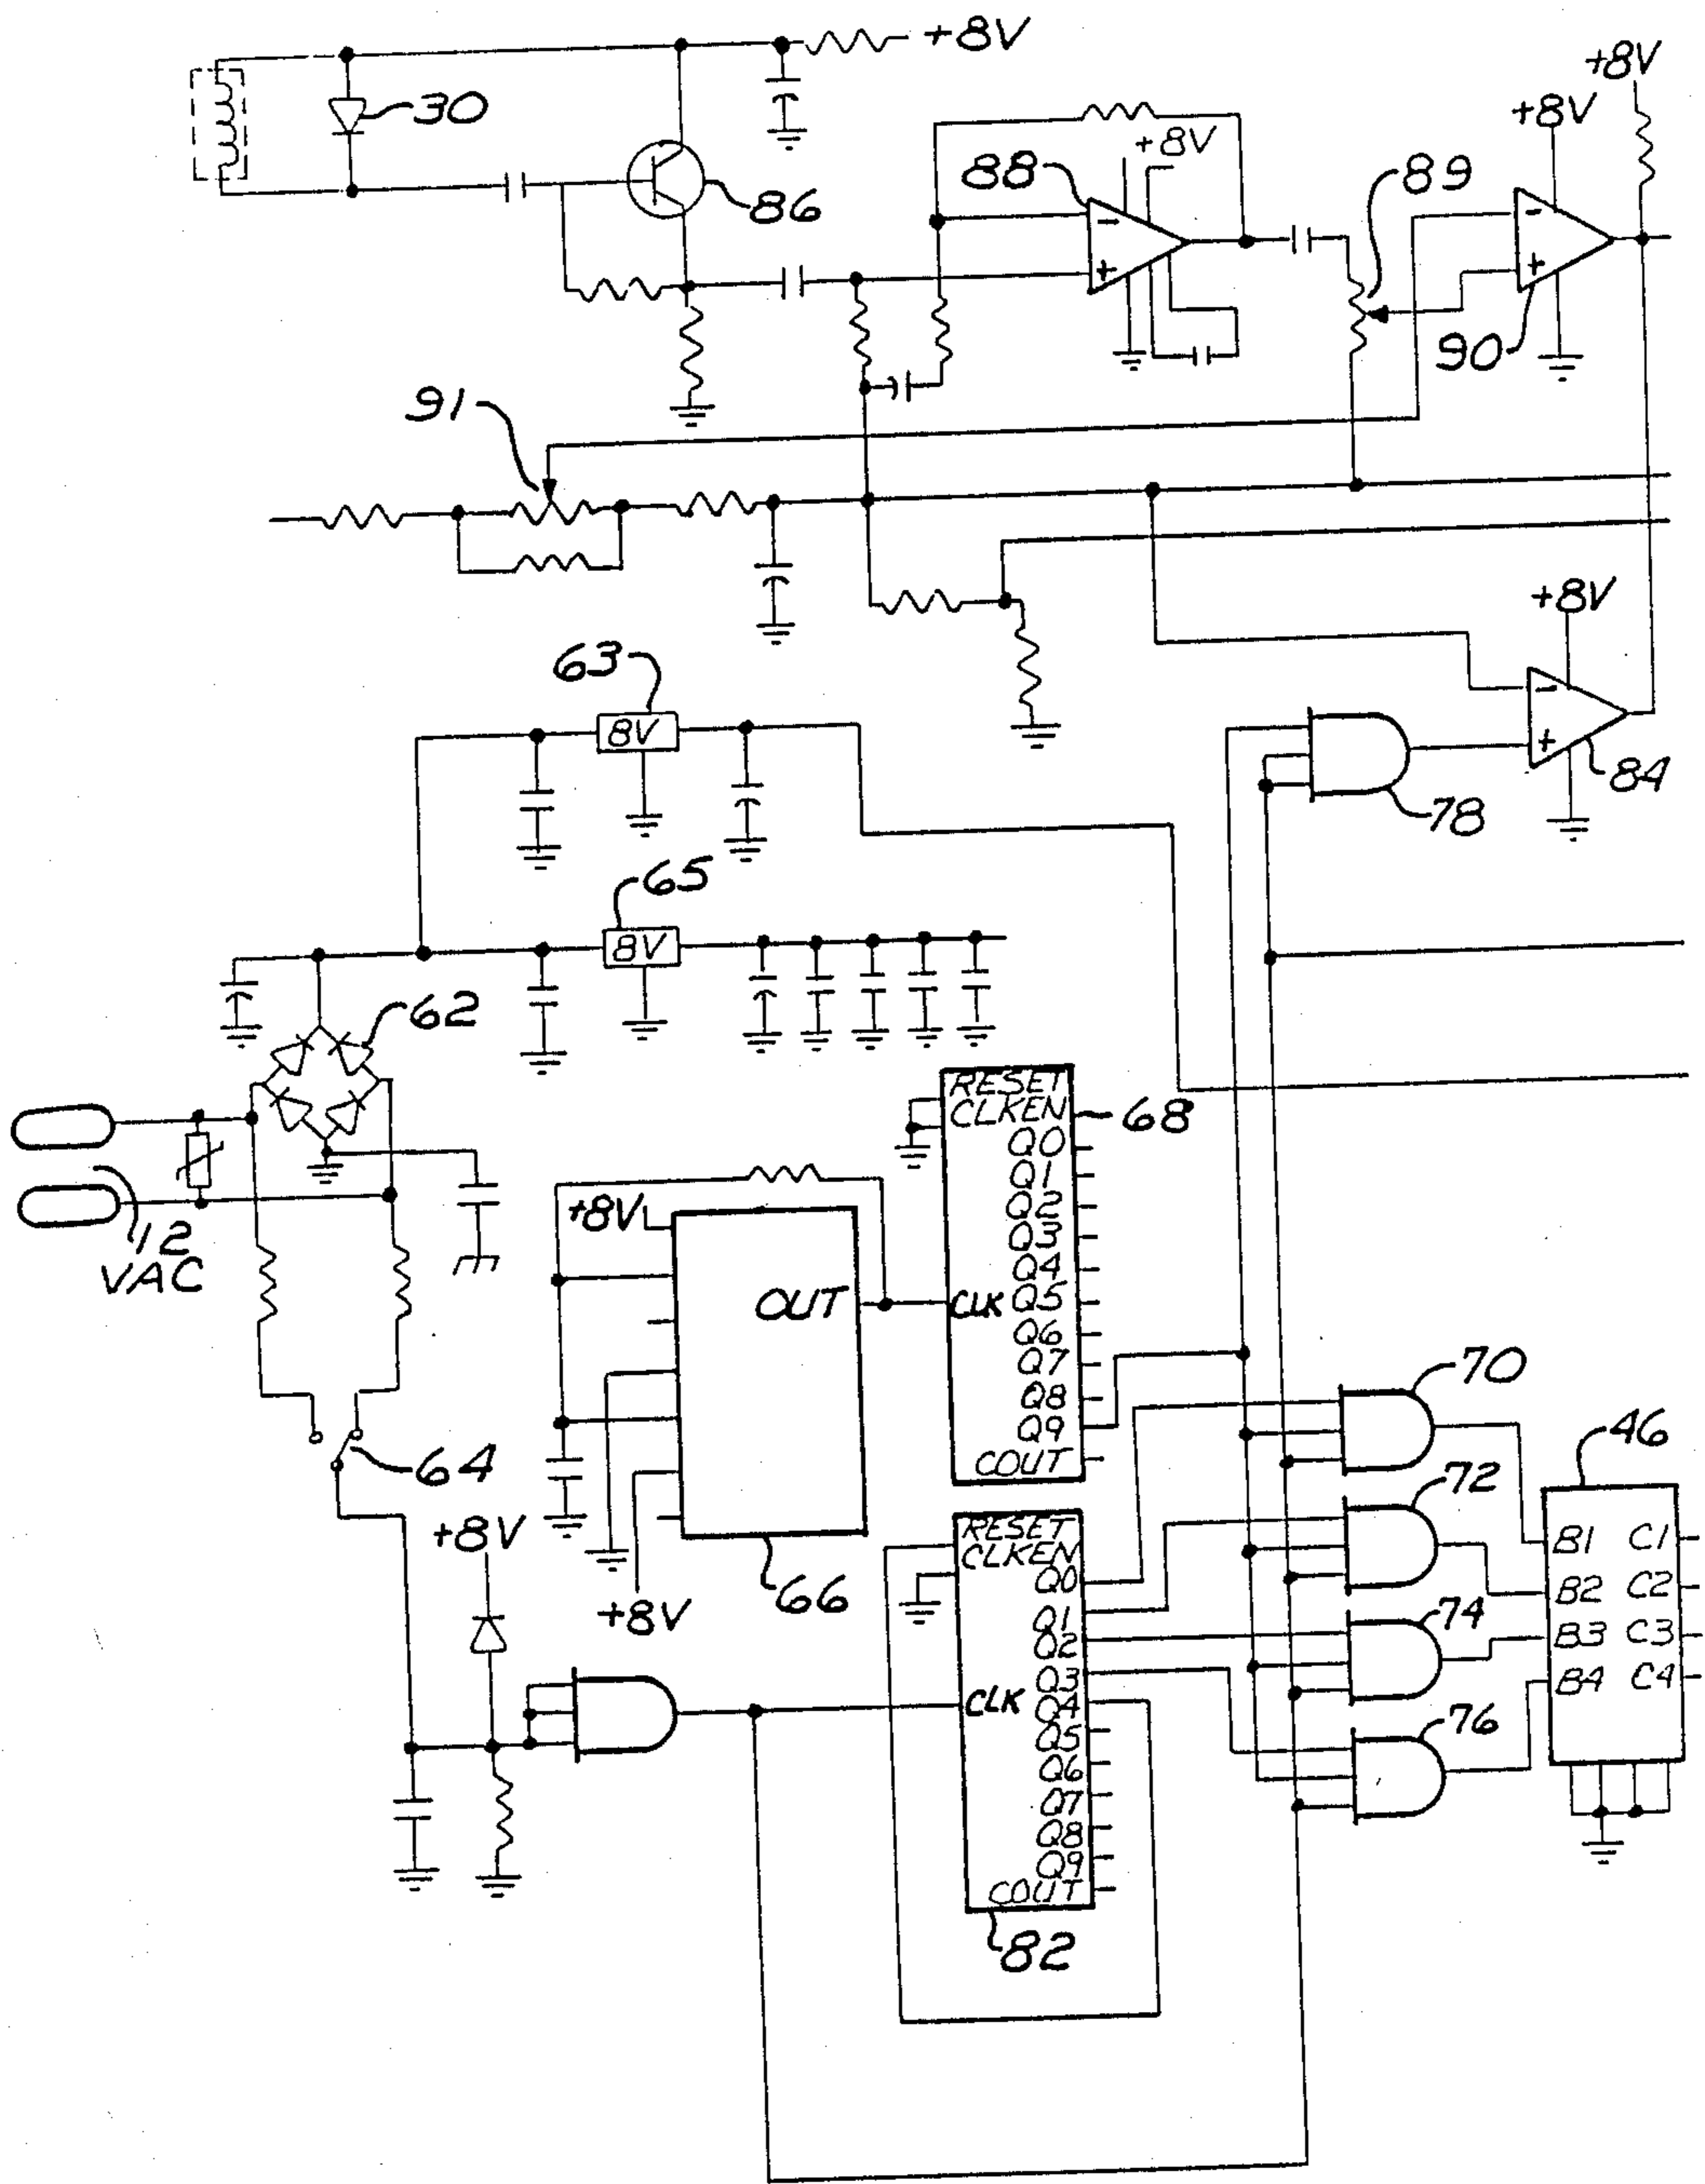 +8V
+8V
30
+8V
+8V
88
89
86
-
+
-
+
90
91
+8V
63
8V
-
+
84
78
65
8V
62
RESET
CLKEN
68
Q0
Q1
Q2
Q3
Q4
CLK Q5
Q6
Q7
Q8
Q9
COUT
12
VAC
+8V
OUT
70
46
64
72
+8V
RESET
CLKEN
Q0
B1 C1
66
+8V
Q1
B2 C2
74
Q2
B3 C3
Q3
B4 C4
CLK Q4
Q5
76
Q6
Q7
Q8
Q9
COUT
82